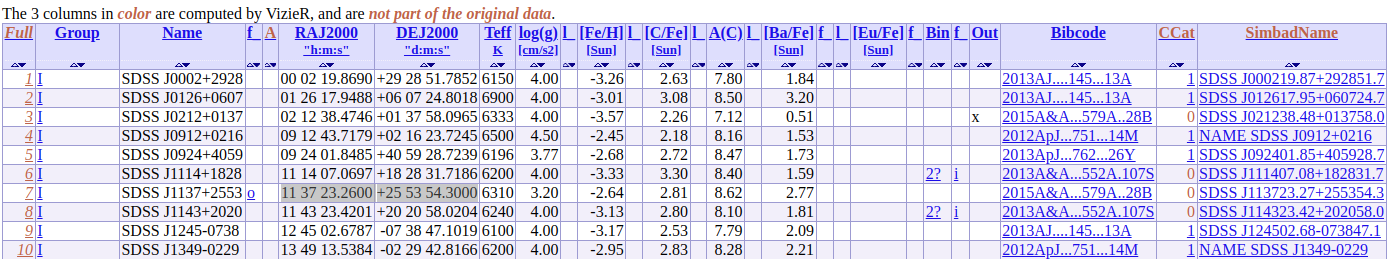 The 3 columns in color are computed by VizieR, and are not part of the original data.
Full Group Name f_ A RAJ2000 DEJ2000 Teff log(g) l_ [Fe/H] l_ [C/Fe] l_ A(C) l_ [Ba/Fe] f_ l_ [Eu/Fe] f_ Bin f_ Out Bibcode CCat SimbadName
"h:m:s" "d:m:s" K [cm/s2] [Sun] [Sun] [Sun] [Sun]
1 I SDSS J0002+2928 00 02 19.8690 +29 28 51.7852 6150 4.00 -3.26 2.63 7.80 1.84 2013AJ....145...13A 1 SDSS J000219.87+292851.7
2 I SDSS J0126+0607 01 26 17.9488 +06 07 24.8018 6900 4.00 -3.01 3.08 8.50 3.20 2013AJ....145...13A 1 SDSS J012617.95+060724.7
3 I SDSS J0212+0137 02 12 38.4746 +01 37 58.0965 6333 4.00 -3.57 2.26 7.12 0.51 x 2015A&A...579A..28B 0 SDSS J021238.48+013758.0
4 I SDSS J0912+0216 09 12 43.7179 +02 16 23.7245 6500 4.50 -2.45 2.18 8.16 1.53 2012ApJ...751...14M 1 NAME SDSS J0912+0216
5 I SDSS J0924+4059 09 24 01.8485 +40 59 28.7239 6196 3.77 -2.68 2.72 8.47 1.73 2013ApJ...762...26Y 1 SDSS J092401.85+405928.7
6 I SDSS J1114+1828 11 14 07.0697 +18 28 31.7186 6200 4.00 -3.33 3.30 8.40 1.59 2? i 2013A&A...552A.107S 0 SDSS J111407.08+182831.7
7 I SDSS J1137+2553 o 11 37 23.2600 +25 53 54.3000 6310 3.20 -2.64 2.81 8.62 2.77 2015A&A...579A..28B 0 SDSS J113723.27+255354.3
8 I SDSS J1143+2020 11 43 23.4201 +20 20 58.0204 6240 4.00 -3.13 2.80 8.10 1.81 2? i 2013A&A...552A.107S 0 SDSS J114323.42+202058.0
9 I SDSS J1245-0738 12 45 02.6787 -07 38 47.1019 6100 4.00 -3.17 2.53 7.79 2.09 2013AJ....145...13A 1 SDSS J124502.68-073847.1
10 I SDSS J1349-0229 13 49 13.5384 -02 29 42.8166 6200 4.00 -2.95 2.83 8.28 2.21 2012ApJ...751...14M 1 NAME SDSS J1349-0229